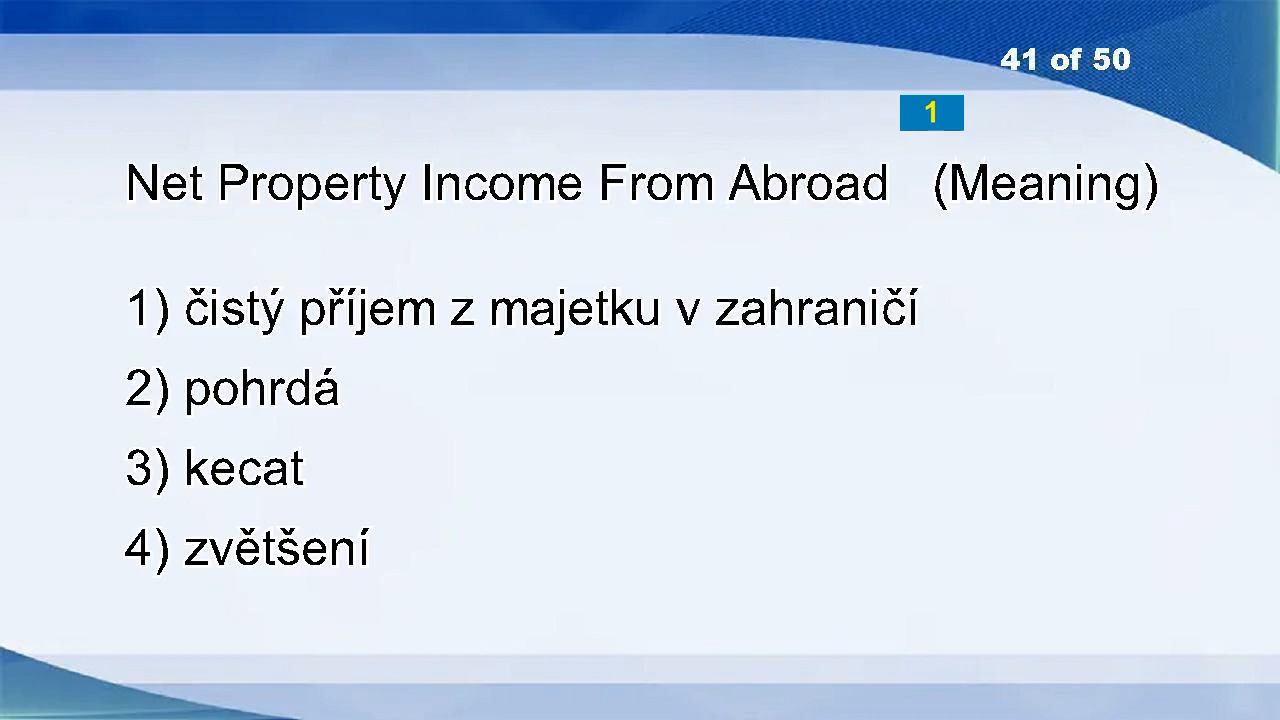 41 of 50
1
Net Property Income From Abroad (Meaning)
1) čistý příjem z majetku v zahraničí
2) pohrdá
3) kecat
4) zvětšení